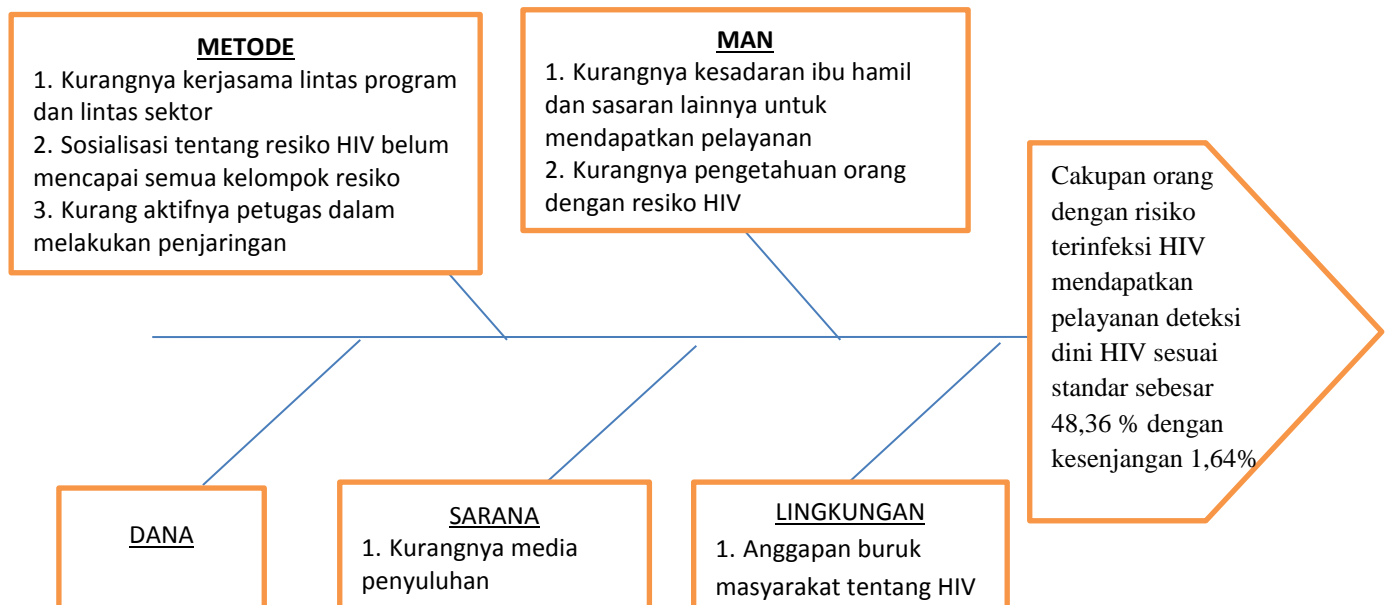 METODE
1. Kurangnya kerjasama lintas program
dan lintas sektor
2. Sosialisasi tentang resiko HIV belum
mencapai semua kelompok resiko
3. Kurang aktifnya petugas dalam
melakukan penjaringan
MAN
1. Kurangnya kesadaran ibu hamil
dan sasaran lainnya untuk
mendapatkan pelayanan
2. Kurangnya pengetahuan orang
dengan resiko HIV
Cakupan orang
dengan risiko
terinfeksi HIV
mendapatkan
pelayanan deteksi
dini HIV sesuai
standar sebesar
48,36 % dengan
kesenjangan 1,64%
DANA
SARANA
1. Kurangnya media
penyuluhan
LINGKUNGAN
1. Anggapan buruk
masyarakat tentang HIV